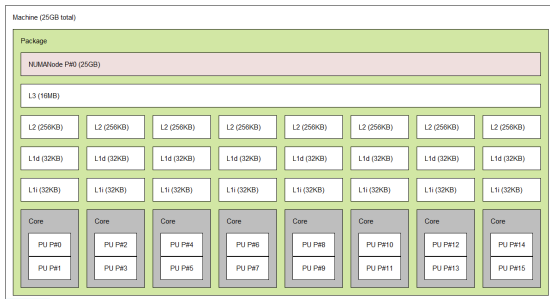 Machine (25GB total)
Package
NUMANode P#0 (25GB)
L3 (16MB)
L2 (256KB) L2 (256KB) L2 (256KB) L2 (256KB) L2 (256KB) L2 (256KB) L2 (256KB) L2 (256KB)
L1d (32KB) L1d (32KB) L1d (32KB) L1d (32KB) L1d (32KB) L1d (32KB) L1d (32KB) L1d (32KB)
L1i (32KB) L1i (32KB) L1i (32KB) L1i (32KB) L1i (32KB) L1i (32KB) L1i (32KB) L1i (32KB)
Core Core Core Core Core Core Core Core
PU P#0 PU P#2 PU P#4 PU P#6 PU P#8 PU P#10 PU P#12 PU P#14
PU P#1 PU P#3 PU P#5 PU P#7 PU P#9 PU P#11 PU P#13 PU P#15